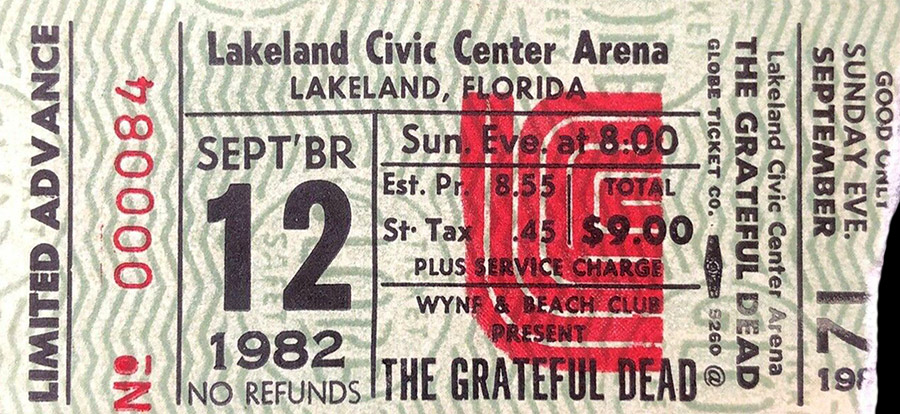 LIMITED ADVANCE
No 000084
Lakeland Civic Center Arena
LAKELAND, FLORIDA
SEPT'BR
12
1982
NO REFUNDS
Sun. Eve. at 8:00
Est. Pr. 8.55
St. Tax .45
TOTAL
$9.00
PLUS SERVICE CHARGE
WYNF & BEACH CLUB
PRESENT
THE GRATEFUL DEAD
GLOBE TICKET CO. 5260 @
THE GRATEFUL DEAD
Lakeland Civic Center Arena
SEPTEMBER 12
SUNDAY EVE. 198
GOOD ONLY